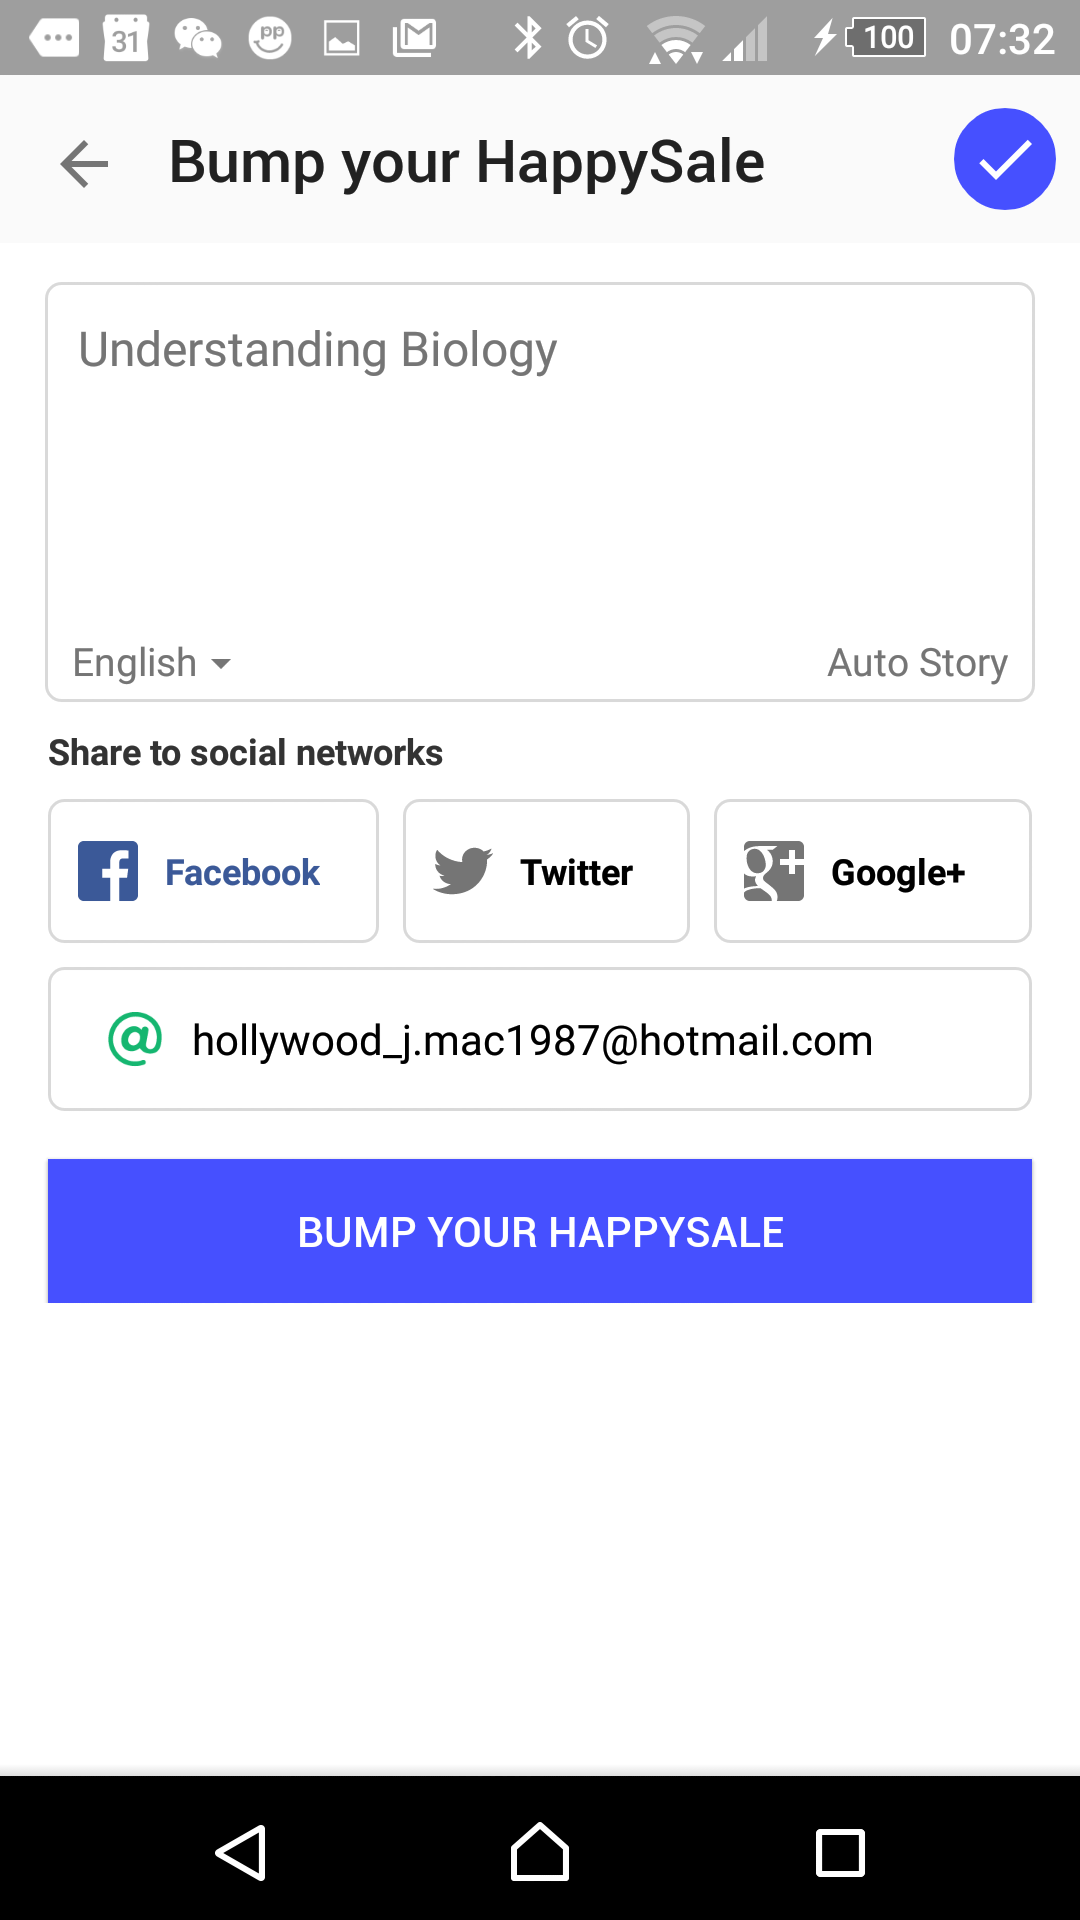 31 100 07:32
Bump your HappySale
Understanding Biology
English Auto Story
Share to social networks
Facebook Twitter Google+
@ hollywood_j.mac1987@hotmail.com
BUMP YOUR HAPPYSALE